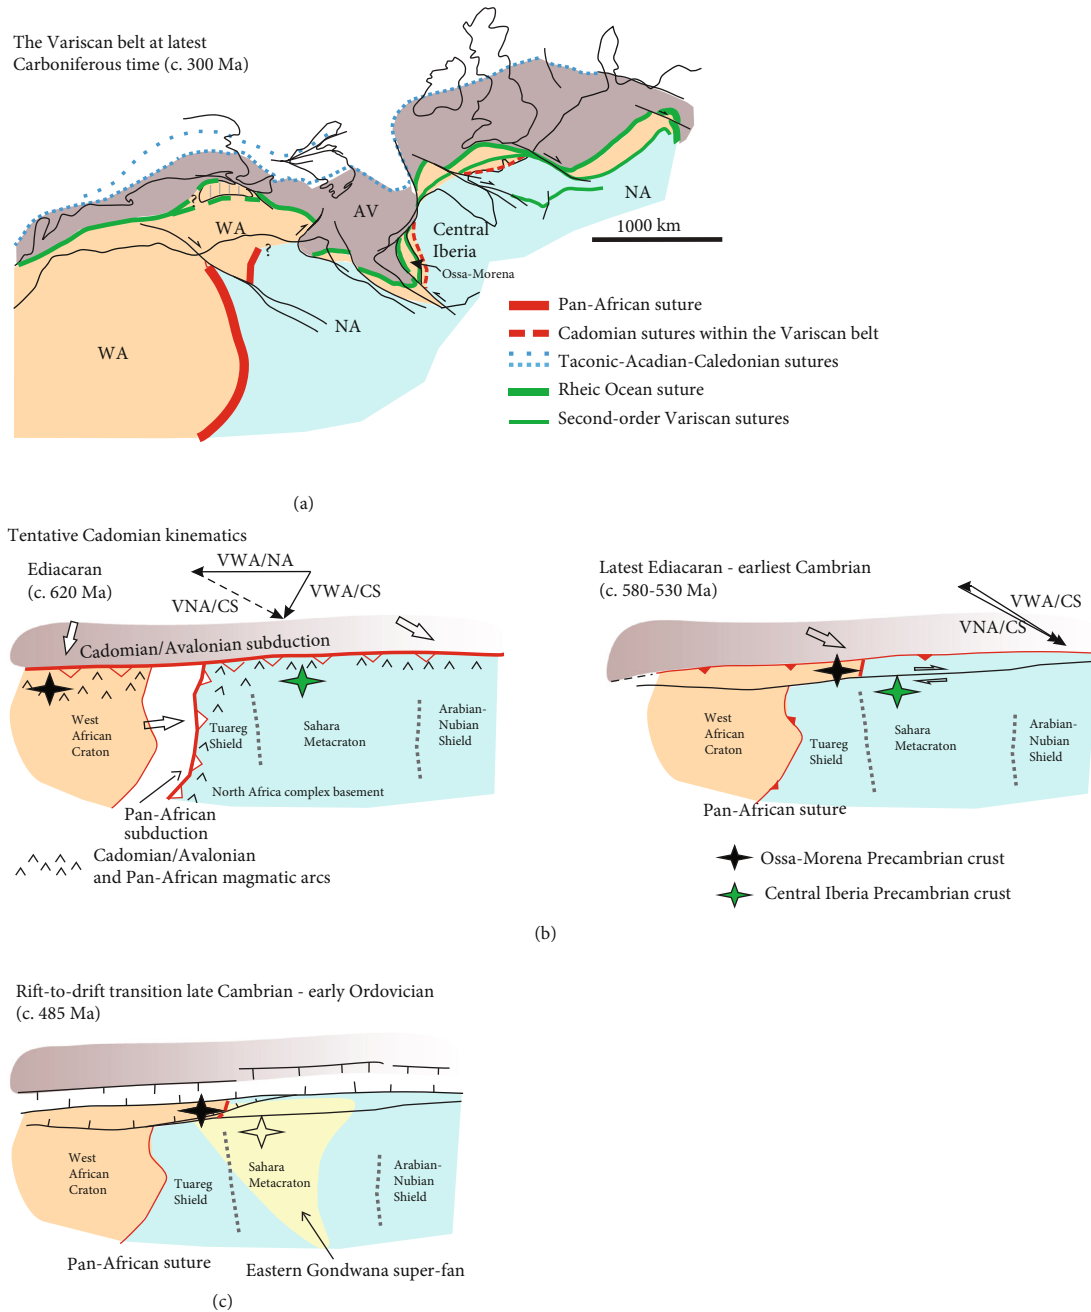 The Variscan belt at latest
Carboniferous time (c. 300 Ma)
?
WA
?
AV
Central
Iberia
NA
1000 km
Ossa-Morena
NA
WA
Pan-African suture
Cadomian sutures within the Variscan belt
Taconic-Acadian-Caledonian sutures
Rheic Ocean suture
Second-order Variscan sutures
(a)
Tentative Cadomian kinematics
Ediacaran
(c. 620 Ma)
VWA/NA
VWA/CS
VNA/CS
Cadomian/Avalonian subduction
West
African
Craton
Tuareg
Shield
Sahara
Metacraton
Arabian-
Nubian
Shield
North Africa complex basement
Pan-African
subduction
Cadomian/Avalonian
and Pan-African magmatic arcs
Latest Ediacaran - earliest Cambrian
(c. 580-530 Ma)
VWA/CS
VNA/CS
West
African
Craton
Tuareg
Shield
Sahara
Metacraton
Arabian-
Nubian
Shield
Pan-African suture
Ossa-Morena Precambrian crust
Central Iberia Precambrian crust
(b)
Rift-to-drift transition late Cambrian - early Ordovician
(c. 485 Ma)
West
African
Craton
Tuareg
Shield
Sahara
Metacraton
Arabian-
Nubian
Shield
Pan-African suture
Eastern Gondwana super-fan
(c)